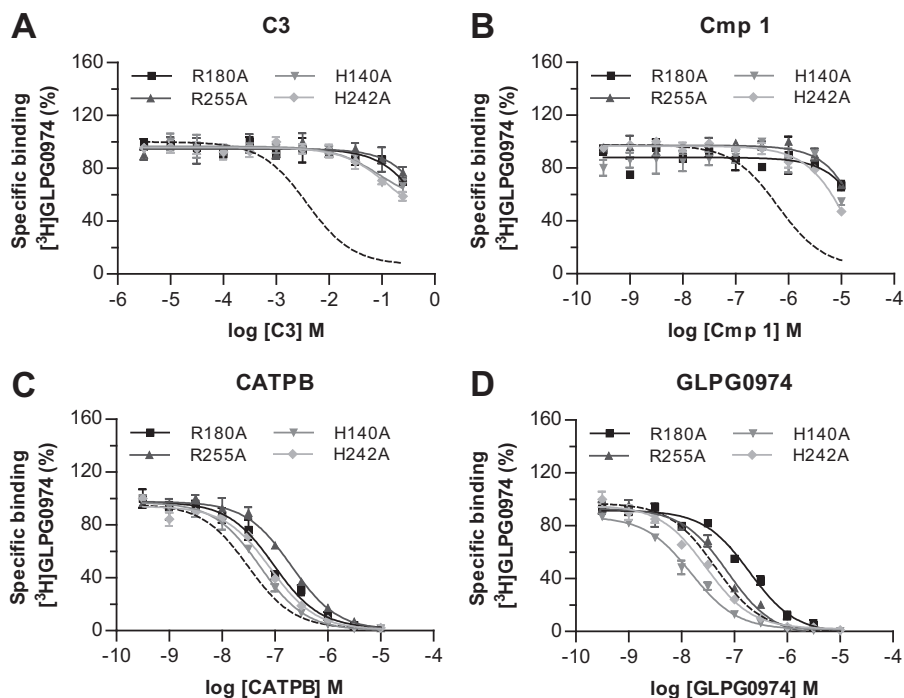 A C3
160
120
80
40
0
Specific binding
[³H]GLPG0974 (%)
R180A
R255A
H140A
H242A
-6 -5 -4 -3 -2 -1 0
log [C3] M
B Cmp 1
160
120
80
40
0
Specific binding
[³H]GLPG0974 (%)
R180A
R255A
H140A
H242A
-10 -9 -8 -7 -6 -5 -4
log [Cmp 1] M
C CATPB
160
120
80
40
0
Specific binding
[³H]GLPG0974 (%)
R180A
R255A
H140A
H242A
-10 -9 -8 -7 -6 -5 -4
log [CATPB] M
D GLPG0974
160
120
80
40
0
Specific binding
[³H]GLPG0974 (%)
R180A
R255A
H140A
H242A
-10 -9 -8 -7 -6 -5 -4
log [GLPG0974] M